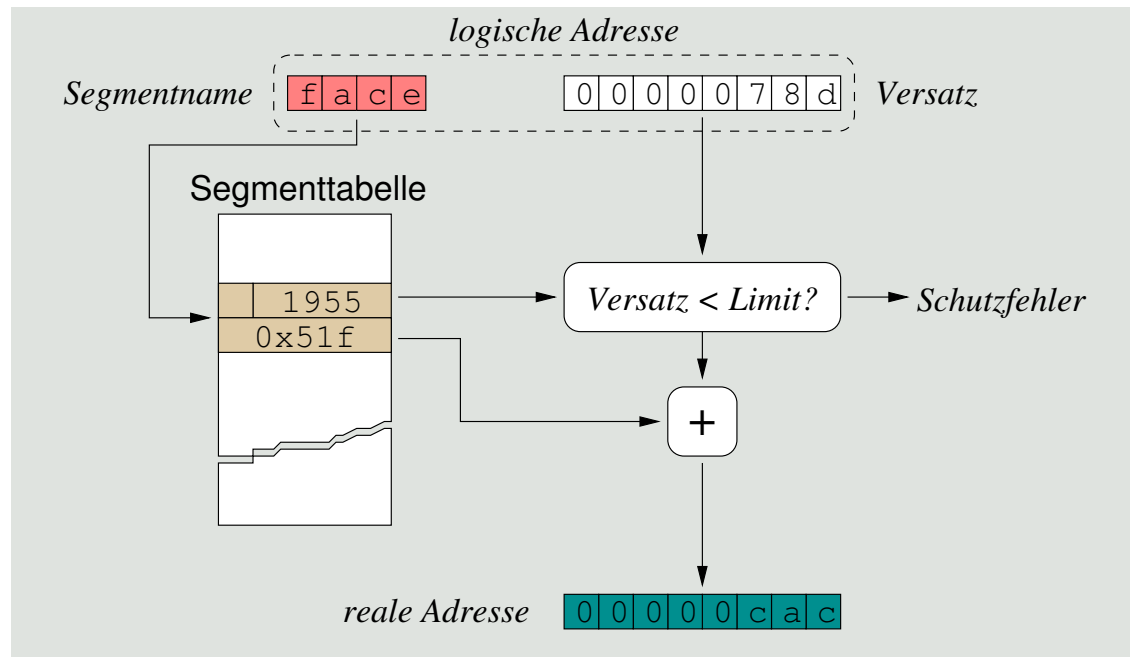 logische Adresse
Segmentname face 0000078d Versatz
Segmenttabelle
1955 Versatz < Limit? Schutzfehler
0x51f
+
reale Adresse 00000cac